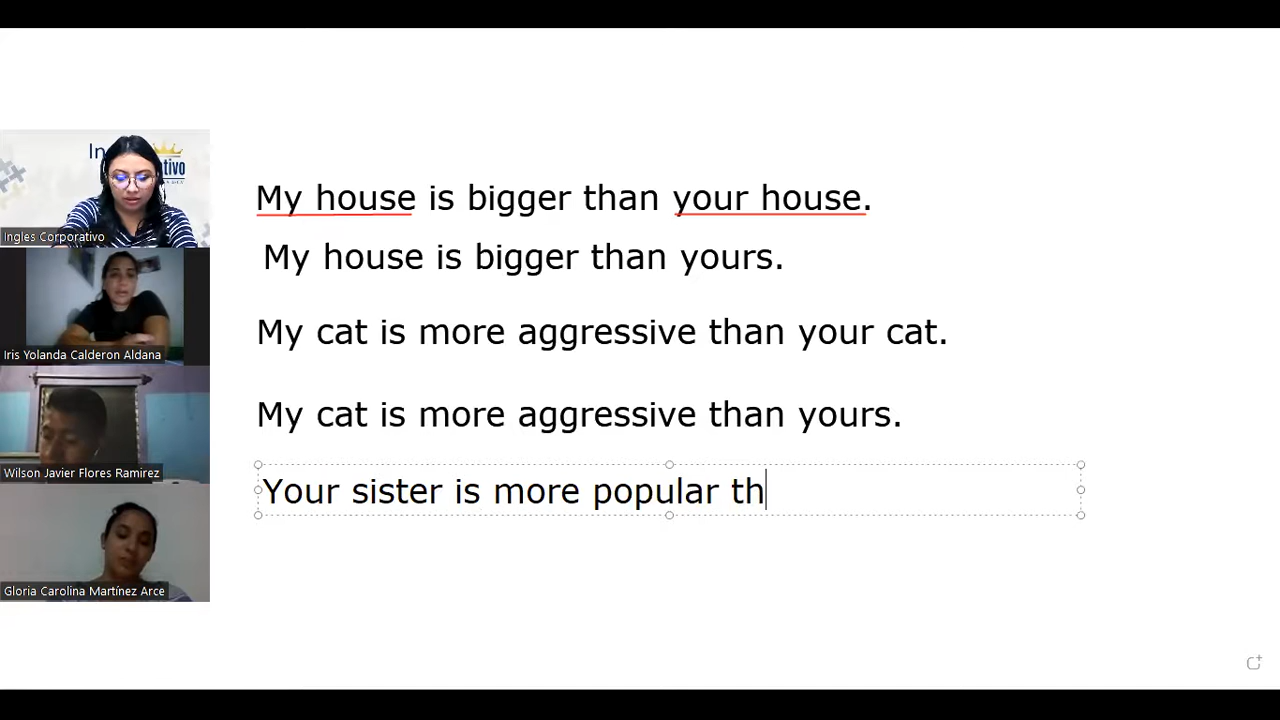 In
tivo
Ingles Corporativo
Iris Yolanda Calderon Aldana
Wilson Javier Flores Ramirez
Gloria Carolina Martínez Arce
My house is bigger than your house.
My house is bigger than yours.
My cat is more aggressive than your cat.
My cat is more aggressive than yours.
Your sister is more popular th